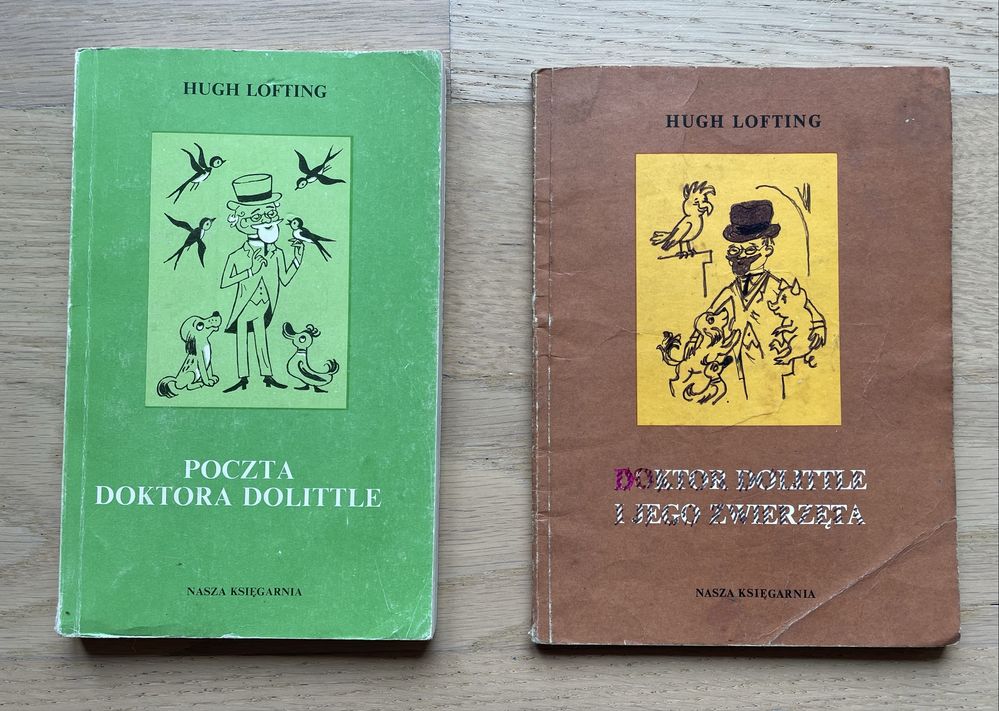 HUGH LOFTING
POCZTA
DOKTORA DOLITTLE
NASZA KSIĘGARNIA
HUGH LOFTING
DOKTOR DOLITTLE
I JEGO ZWIERZĘTA
NASZA KSIĘGARNIA